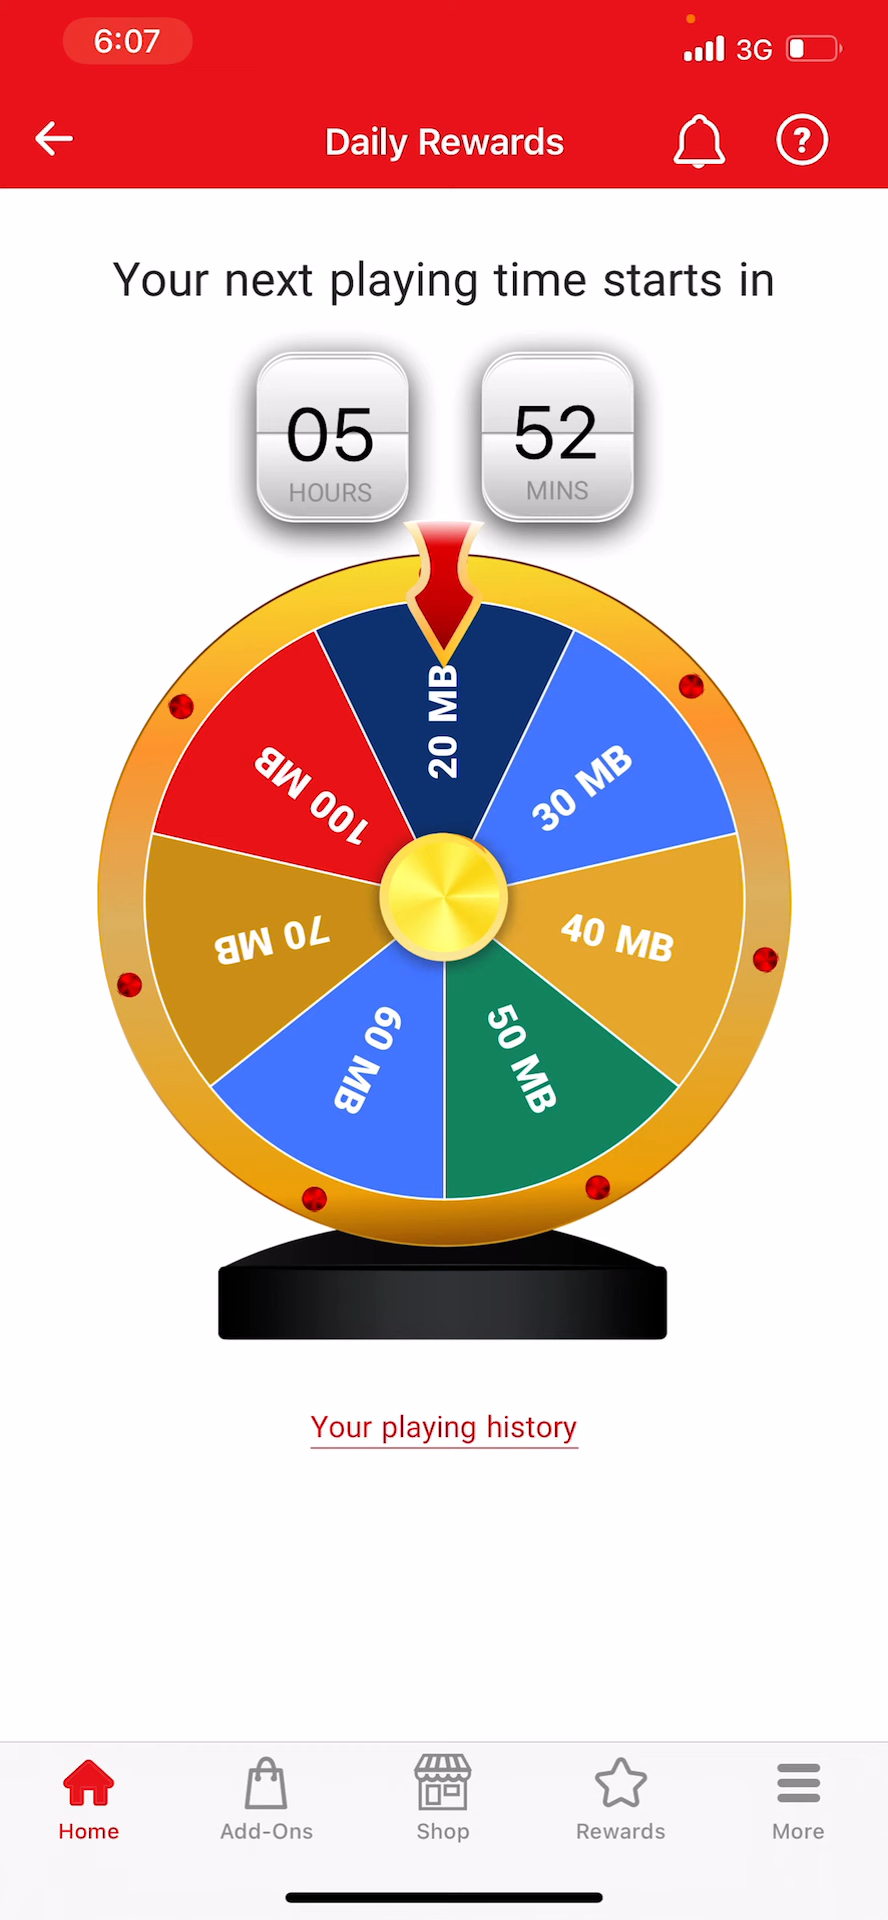 6:07
3G
Daily Rewards
?
Your next playing time starts in
05
HOURS
52
MINS
20 MB
30 MB
40 MB
50 MB
60 MB
70 MB
100 MB
Your playing history
Home
Add-Ons
Shop
Rewards
More